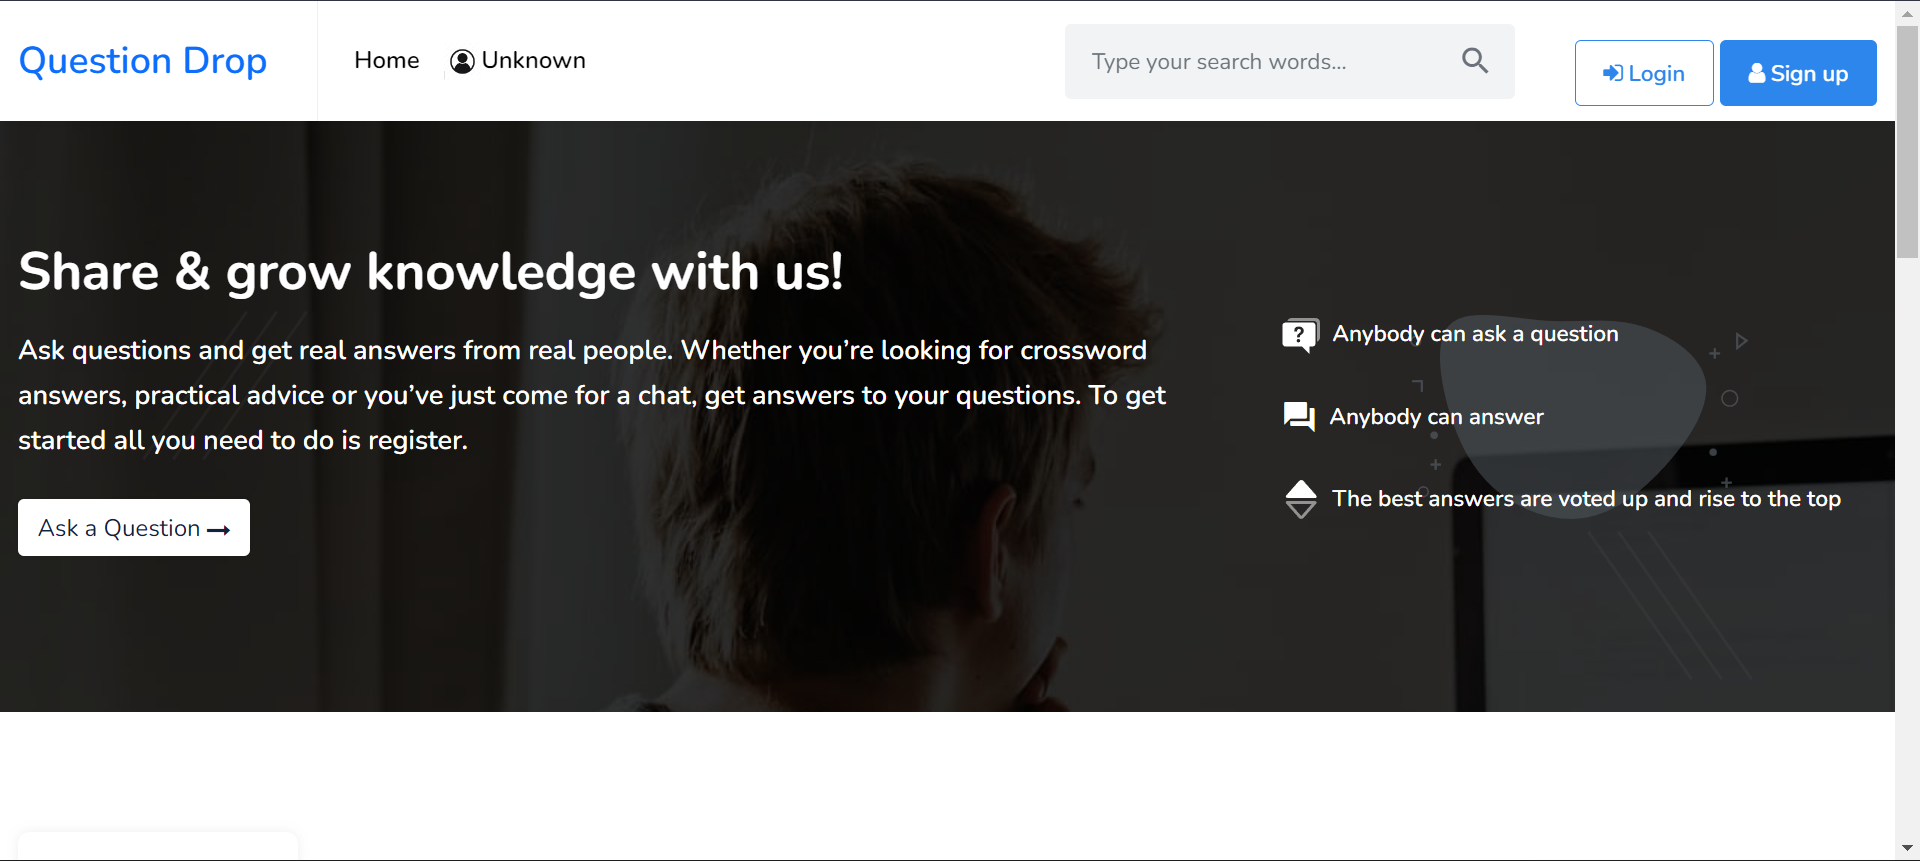 Question Drop
Home
Unknown
Type your search words...
Login
Sign up
Share & grow knowledge with us!
Ask questions and get real answers from real people. Whether you’re looking for crossword
answers, practical advice or you’ve just come for a chat, get answers to your questions. To get
started all you need to do is register.
Ask a Question
Anybody can ask a question
Anybody can answer
The best answers are voted up and rise to the top